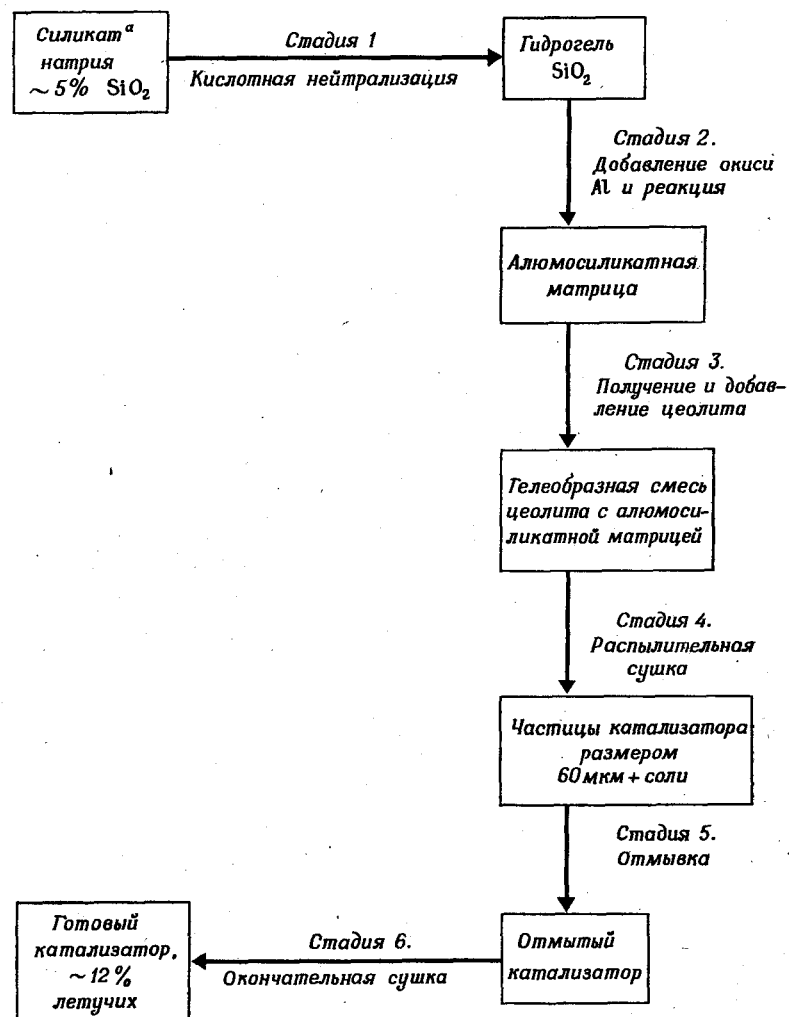 Силикат^а
натрия
~5% SiO₂
Стадия 1
Кислотная нейтрализация
Гидрогель
SiO₂
Стадия 2.
Добавление окиси
Al и реакция
Алюмосиликатная
матрица
Стадия 3.
Получение и добав-
ление цеолита
Гелеобразная смесь
цеолита с алюмоси-
ликатной матрицей
Стадия 4.
Распылительная
сушка
Частицы катализатора
размером
60 мкм + соли
Стадия 5.
Отмывка
Отмытый
катализатор
Стадия 6.
Окончательная сушка
Готовый
катализатор,
~12%
летучих